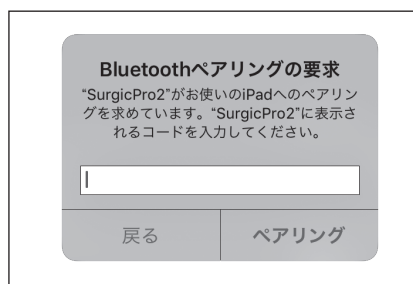 Bluetoothペアリングの要求
“SurgicPro2”がお使いのiPadへのペアリン
グを求めています。“SurgicPro2”に表示さ
れるコードを入力してください。
戻る
ペアリング